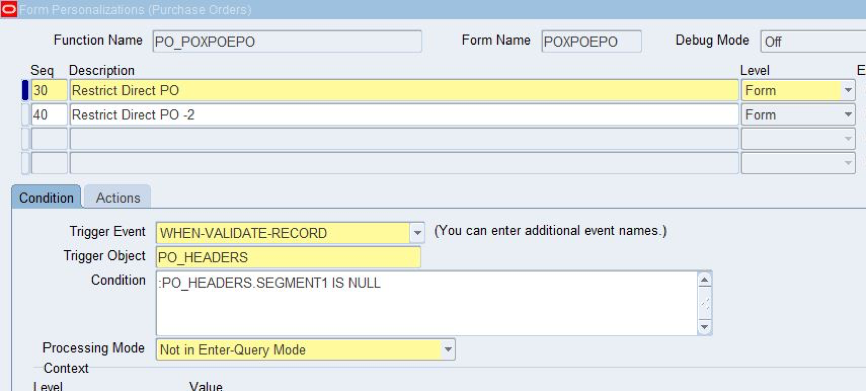 Form Personalizations (Purchase Orders)
Function Name PO_POXPOEPO Form Name POXPOEPO Debug Mode Off
Seq Description Level E
30 Restrict Direct PO Form
40 Restrict Direct PO -2 Form
Condition Actions
Trigger Event WHEN-VALIDATE-RECORD (You can enter additional event names.)
Trigger Object PO_HEADERS
Condition :PO_HEADERS.SEGMENT1 IS NULL
Processing Mode Not in Enter-Query Mode
Context
Level Value